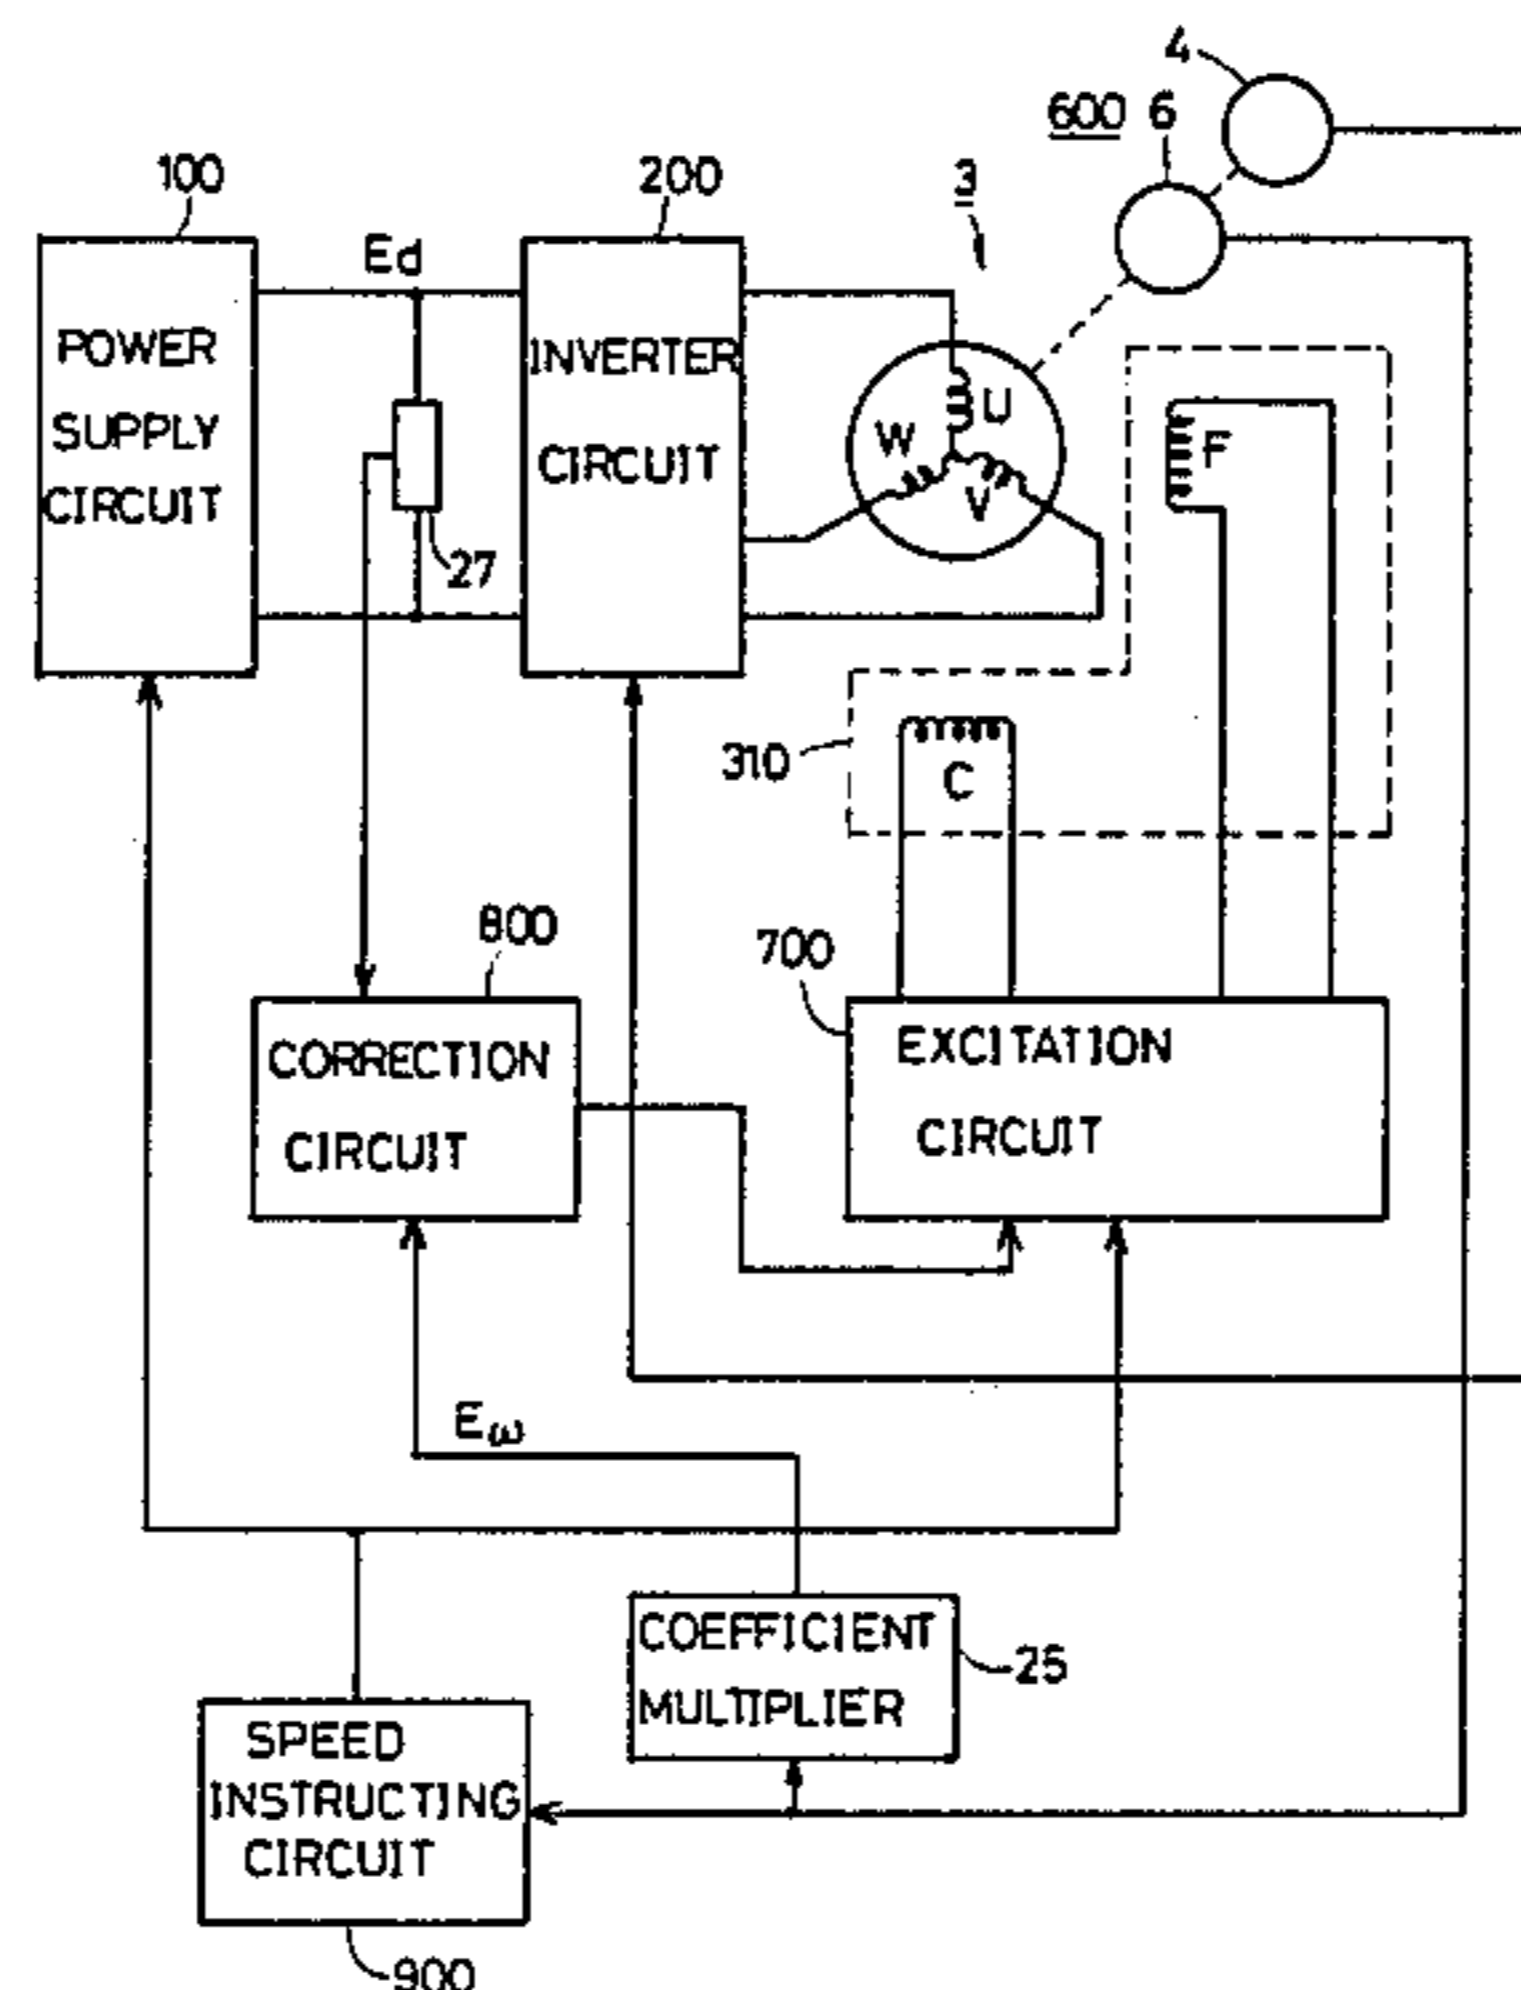 4
600 6
100
200
3
Ed
POWER
SUPPLY
CIRCUIT
INVERTER
CIRCUIT
U
W
V
F
27
310
C
800
700
CORRECTION
CIRCUIT
EXCITATION
CIRCUIT
Eω
COEFFICIENT
MULTIPLIER
25
SPEED
INSTRUCTING
CIRCUIT
900